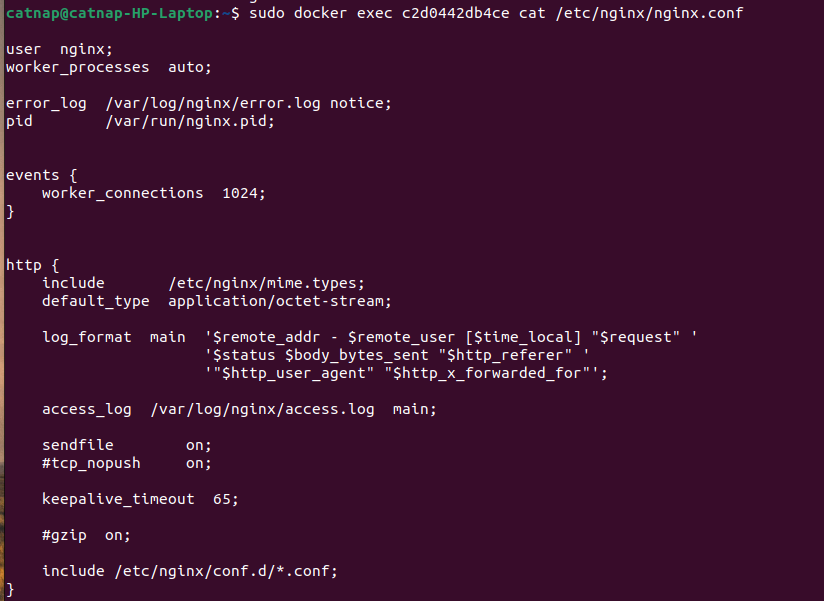 catnap@catnap-HP-Laptop:~$ sudo docker exec c2d0442db4ce cat /etc/nginx/nginx.conf

user  nginx;
worker_processes  auto;

error_log  /var/log/nginx/error.log notice;
pid        /var/run/nginx.pid;


events {
    worker_connections  1024;
}


http {
    include       /etc/nginx/mime.types;
    default_type  application/octet-stream;

    log_format  main  '$remote_addr - $remote_user [$time_local] "$request" '
                      '$status $body_bytes_sent "$http_referer" '
                      '"$http_user_agent" "$http_x_forwarded_for"';

    access_log  /var/log/nginx/access.log  main;

    sendfile        on;
    #tcp_nopush     on;

    keepalive_timeout  65;

    #gzip  on;

    include /etc/nginx/conf.d/*.conf;
}